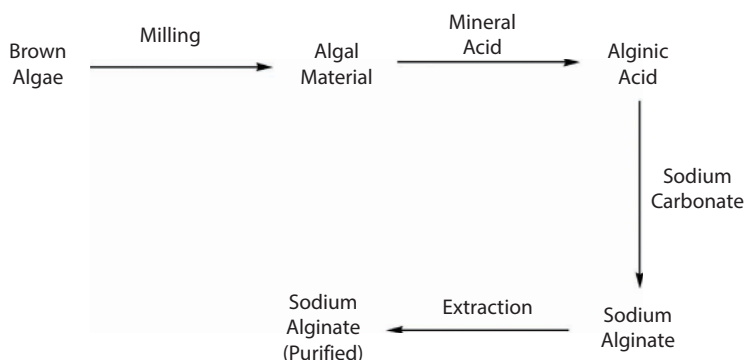 Brown
Algae
Milling
Algal
Material
Mineral
Acid
Alginic
Acid
Sodium
Carbonate
Sodium
Alginate
Extraction
Sodium
Alginate
(Purified)